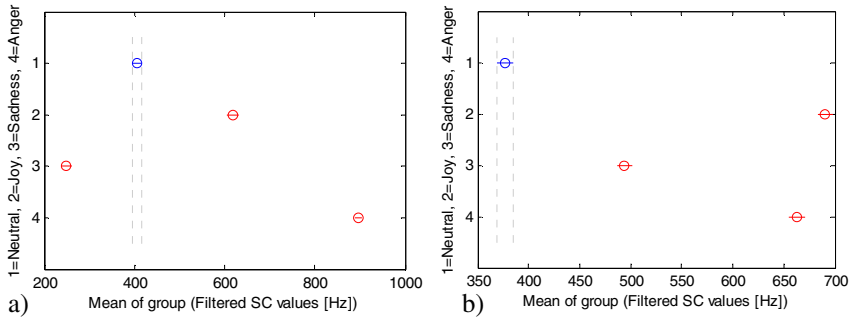 1=Neutral, 2=Joy, 3=Sadness, 4=Anger
1
2
3
4
200 400 600 800 1000
Mean of group (Filtered SC values [Hz])
a)
1=Neutral, 2=Joy, 3=Sadness, 4=Anger
1
2
3
4
350 400 450 500 550 600 650 700
Mean of group (Filtered SC values [Hz])
b)